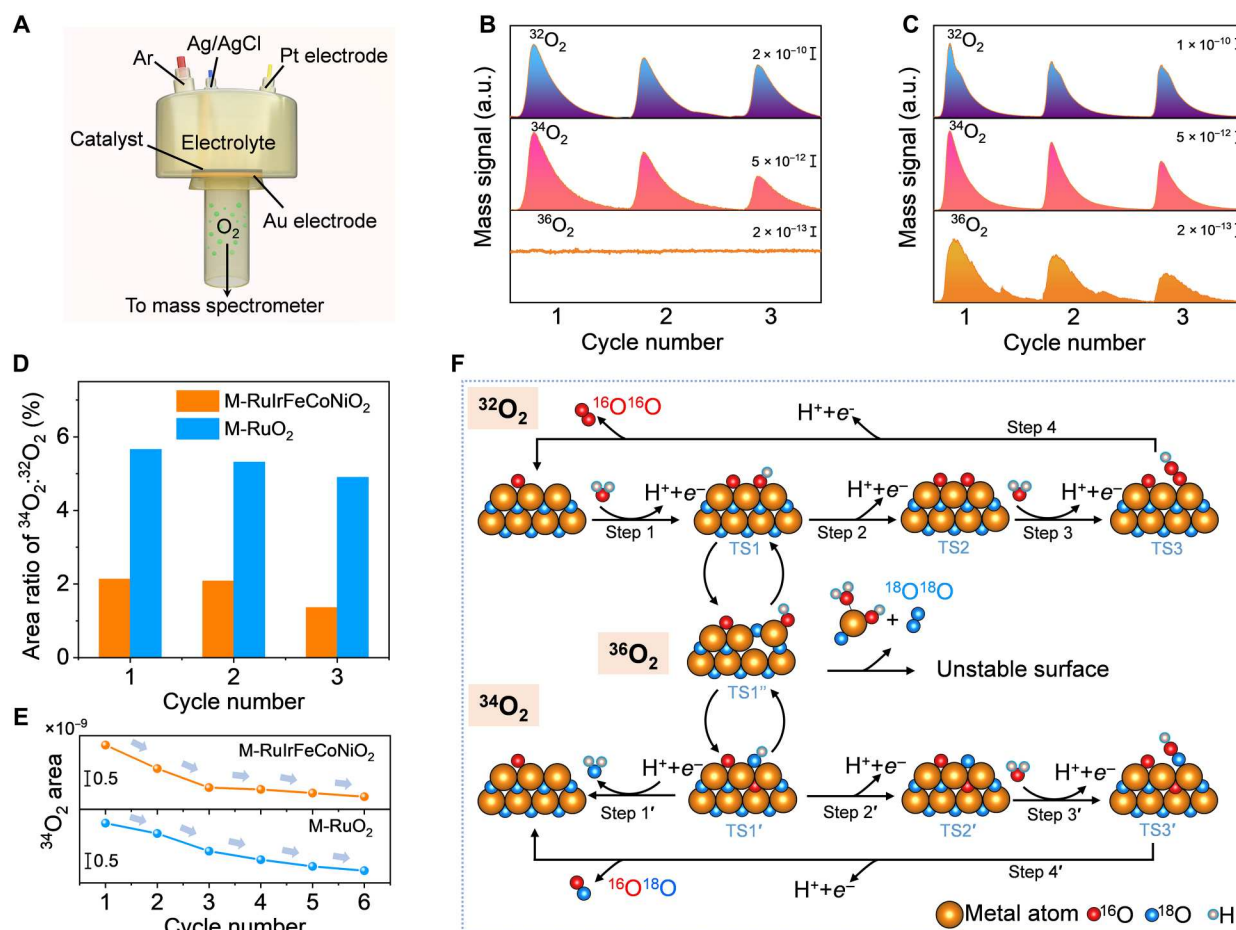 A
Ar
Ag/AgCl
Pt electrode
Catalyst
Electrolyte
Au electrode
O₂
To mass spectrometer
B
Mass signal (a.u.)
³²O₂
2 × 10⁻¹⁰
³⁴O₂
5 × 10⁻¹²
³⁶O₂
2 × 10⁻¹³
1 2 3
Cycle number
C
Mass signal (a.u.)
³²O₂
1 × 10⁻¹⁰
³⁴O₂
5 × 10⁻¹²
³⁶O₂
2 × 10⁻¹³
1 2 3
Cycle number
D
Area ratio of ³⁴O₂:³²O₂ (%)
M-RuIrFeCoNiO₂
M-RuO₂
6
4
2
0
1 2 3
Cycle number
E
×10⁻⁹
³⁴O₂ area
M-RuIrFeCoNiO₂
0.5
M-RuO₂
0.5
1 2 3 4 5 6
Cycle number
F
³²O₂
¹⁶O¹⁶O
H⁺+e⁻
Step 4
H⁺+e⁻
H⁺+e⁻
H⁺+e⁻
Step 1
TS1
Step 2
TS2
Step 3
TS3
¹⁸O¹⁸O
+
³⁶O₂
Unstable surface
TS1”
³⁴O₂
H⁺+e⁻
H⁺+e⁻
H⁺+e⁻
Step 1′
TS1′
Step 2′
TS2′
Step 3′
TS3′
Step 4′
¹⁶O¹⁸O
H⁺+e⁻
Metal atom ¹⁶O ¹⁸O H